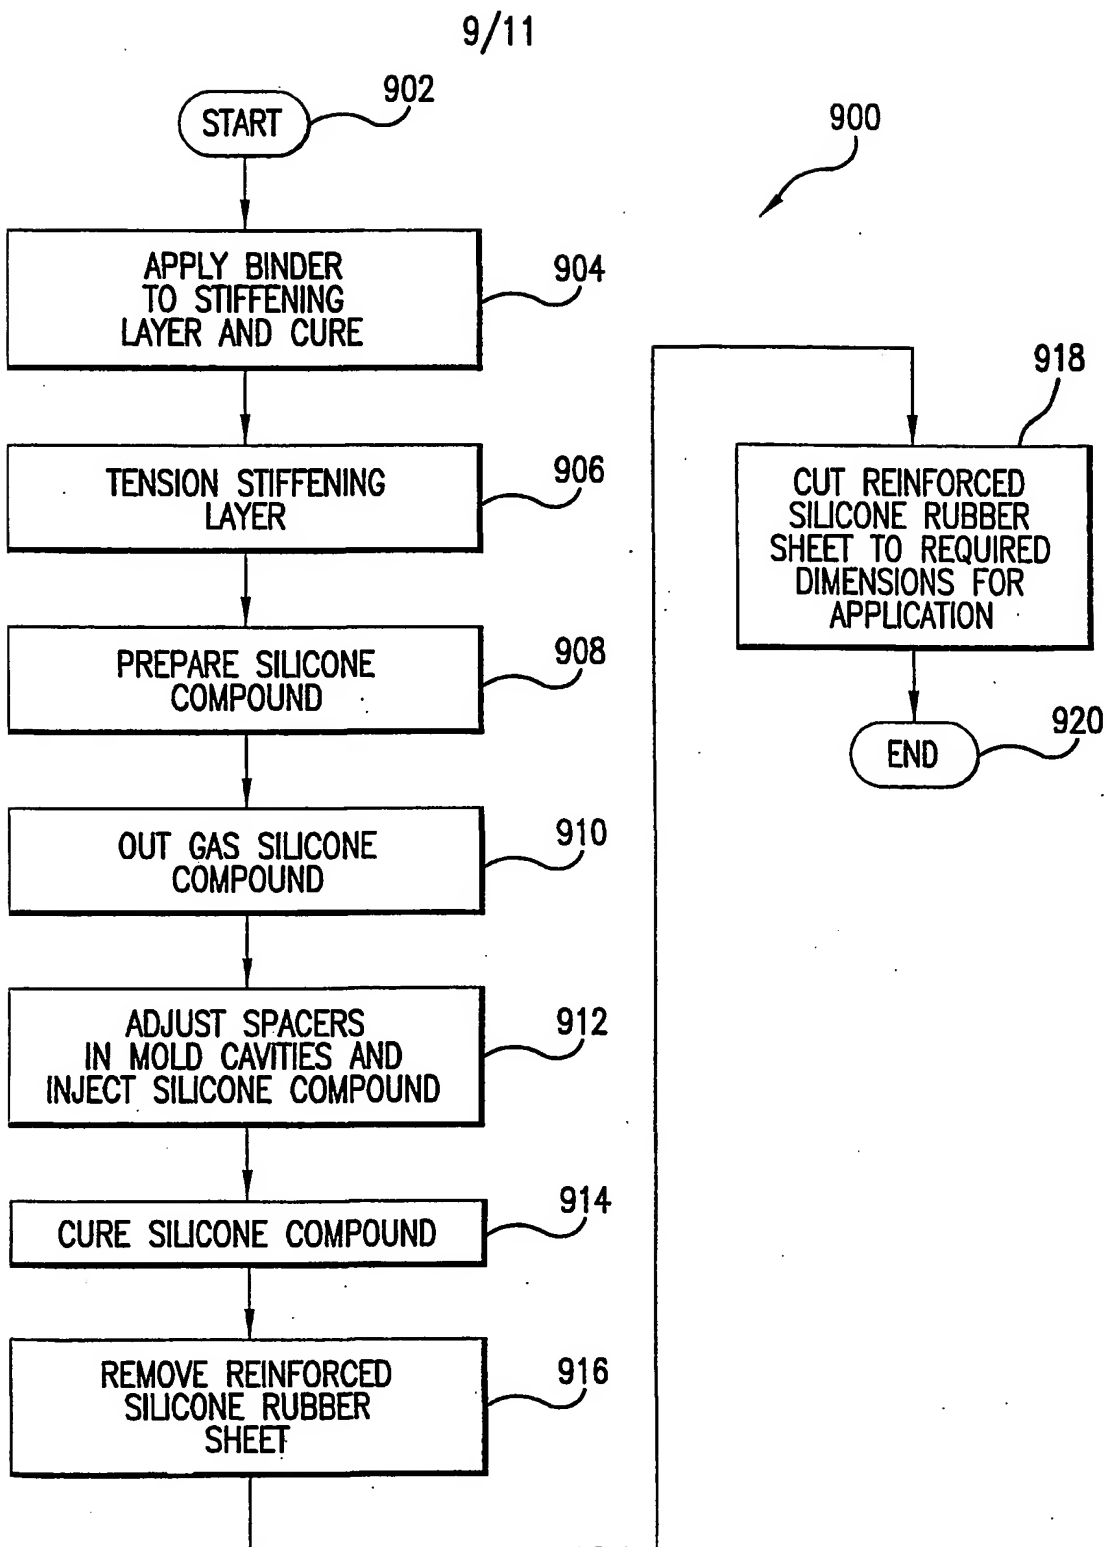 9/11
START
902
900
APPLY BINDER
TO STIFFENING
LAYER AND CURE
904
TENSION STIFFENING
LAYER
906
PREPARE SILICONE
COMPOUND
908
OUT GAS SILICONE
COMPOUND
910
ADJUST SPACERS
IN MOLD CAVITIES AND
INJECT SILICONE COMPOUND
912
CURE SILICONE COMPOUND
914
REMOVE REINFORCED
SILICONE RUBBER
SHEET
916
CUT REINFORCED
SILICONE RUBBER
SHEET TO REQUIRED
DIMENSIONS FOR
APPLICATION
918
END
920